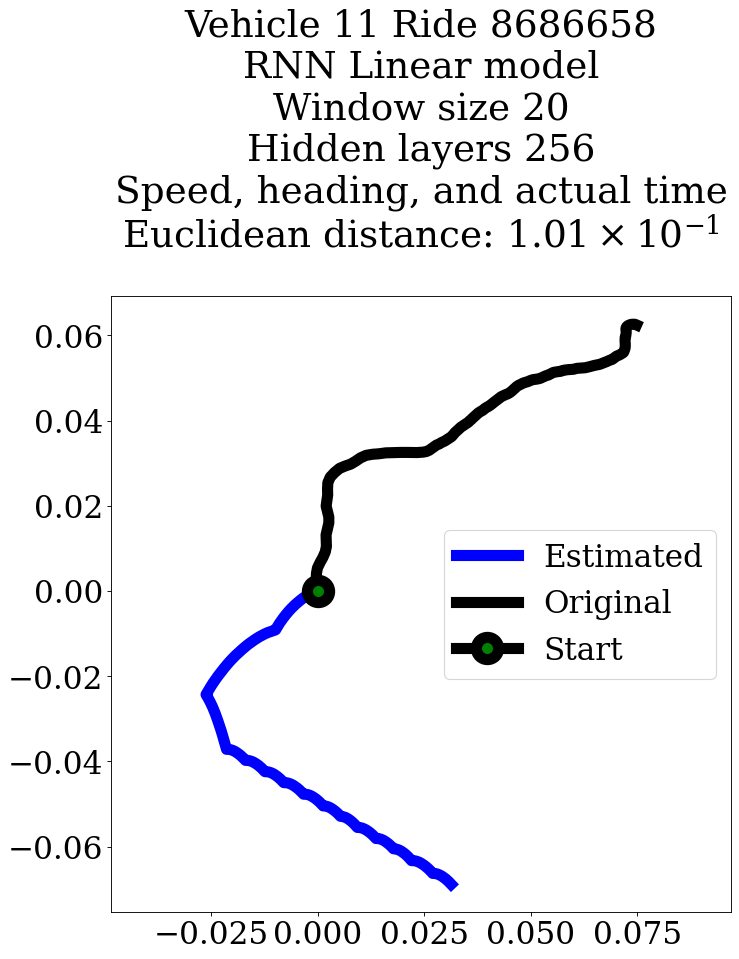 Vehicle 11 Ride 8686658
RNN Linear model
Window size 20
Hidden layers 256
Speed, heading, and actual time
Euclidean distance: 1.01 × 10⁻¹
0.06
0.04
0.02
0.00
−0.02
−0.04
−0.06
Estimated
Original
Start
−0.025 0.000 0.025 0.050 0.075